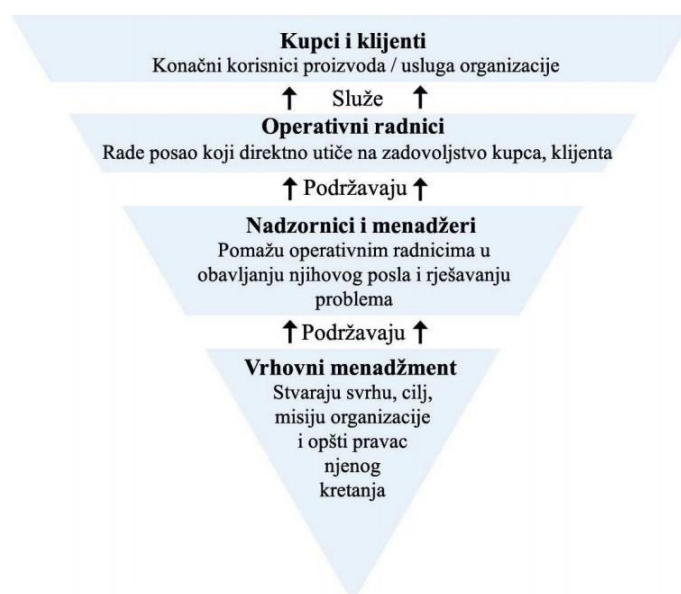 Kupci i klijenti
Konačni korisnici proizvoda / usluga organizacije
Služe
Operativni radnici
Rade posao koji direktno utiče na zadovoljstvo kupca, klijenta
Podržavaju
Nadzornici i menadžeri
Pomažu operativnim radnicima u
obavljanju njihovog posla i rješavanju
problema
Podržavaju
Vrhovni menadžment
Stvaraju svrhu, cilj,
misiju organizacije
i opšti pravac
njenog
kretanja